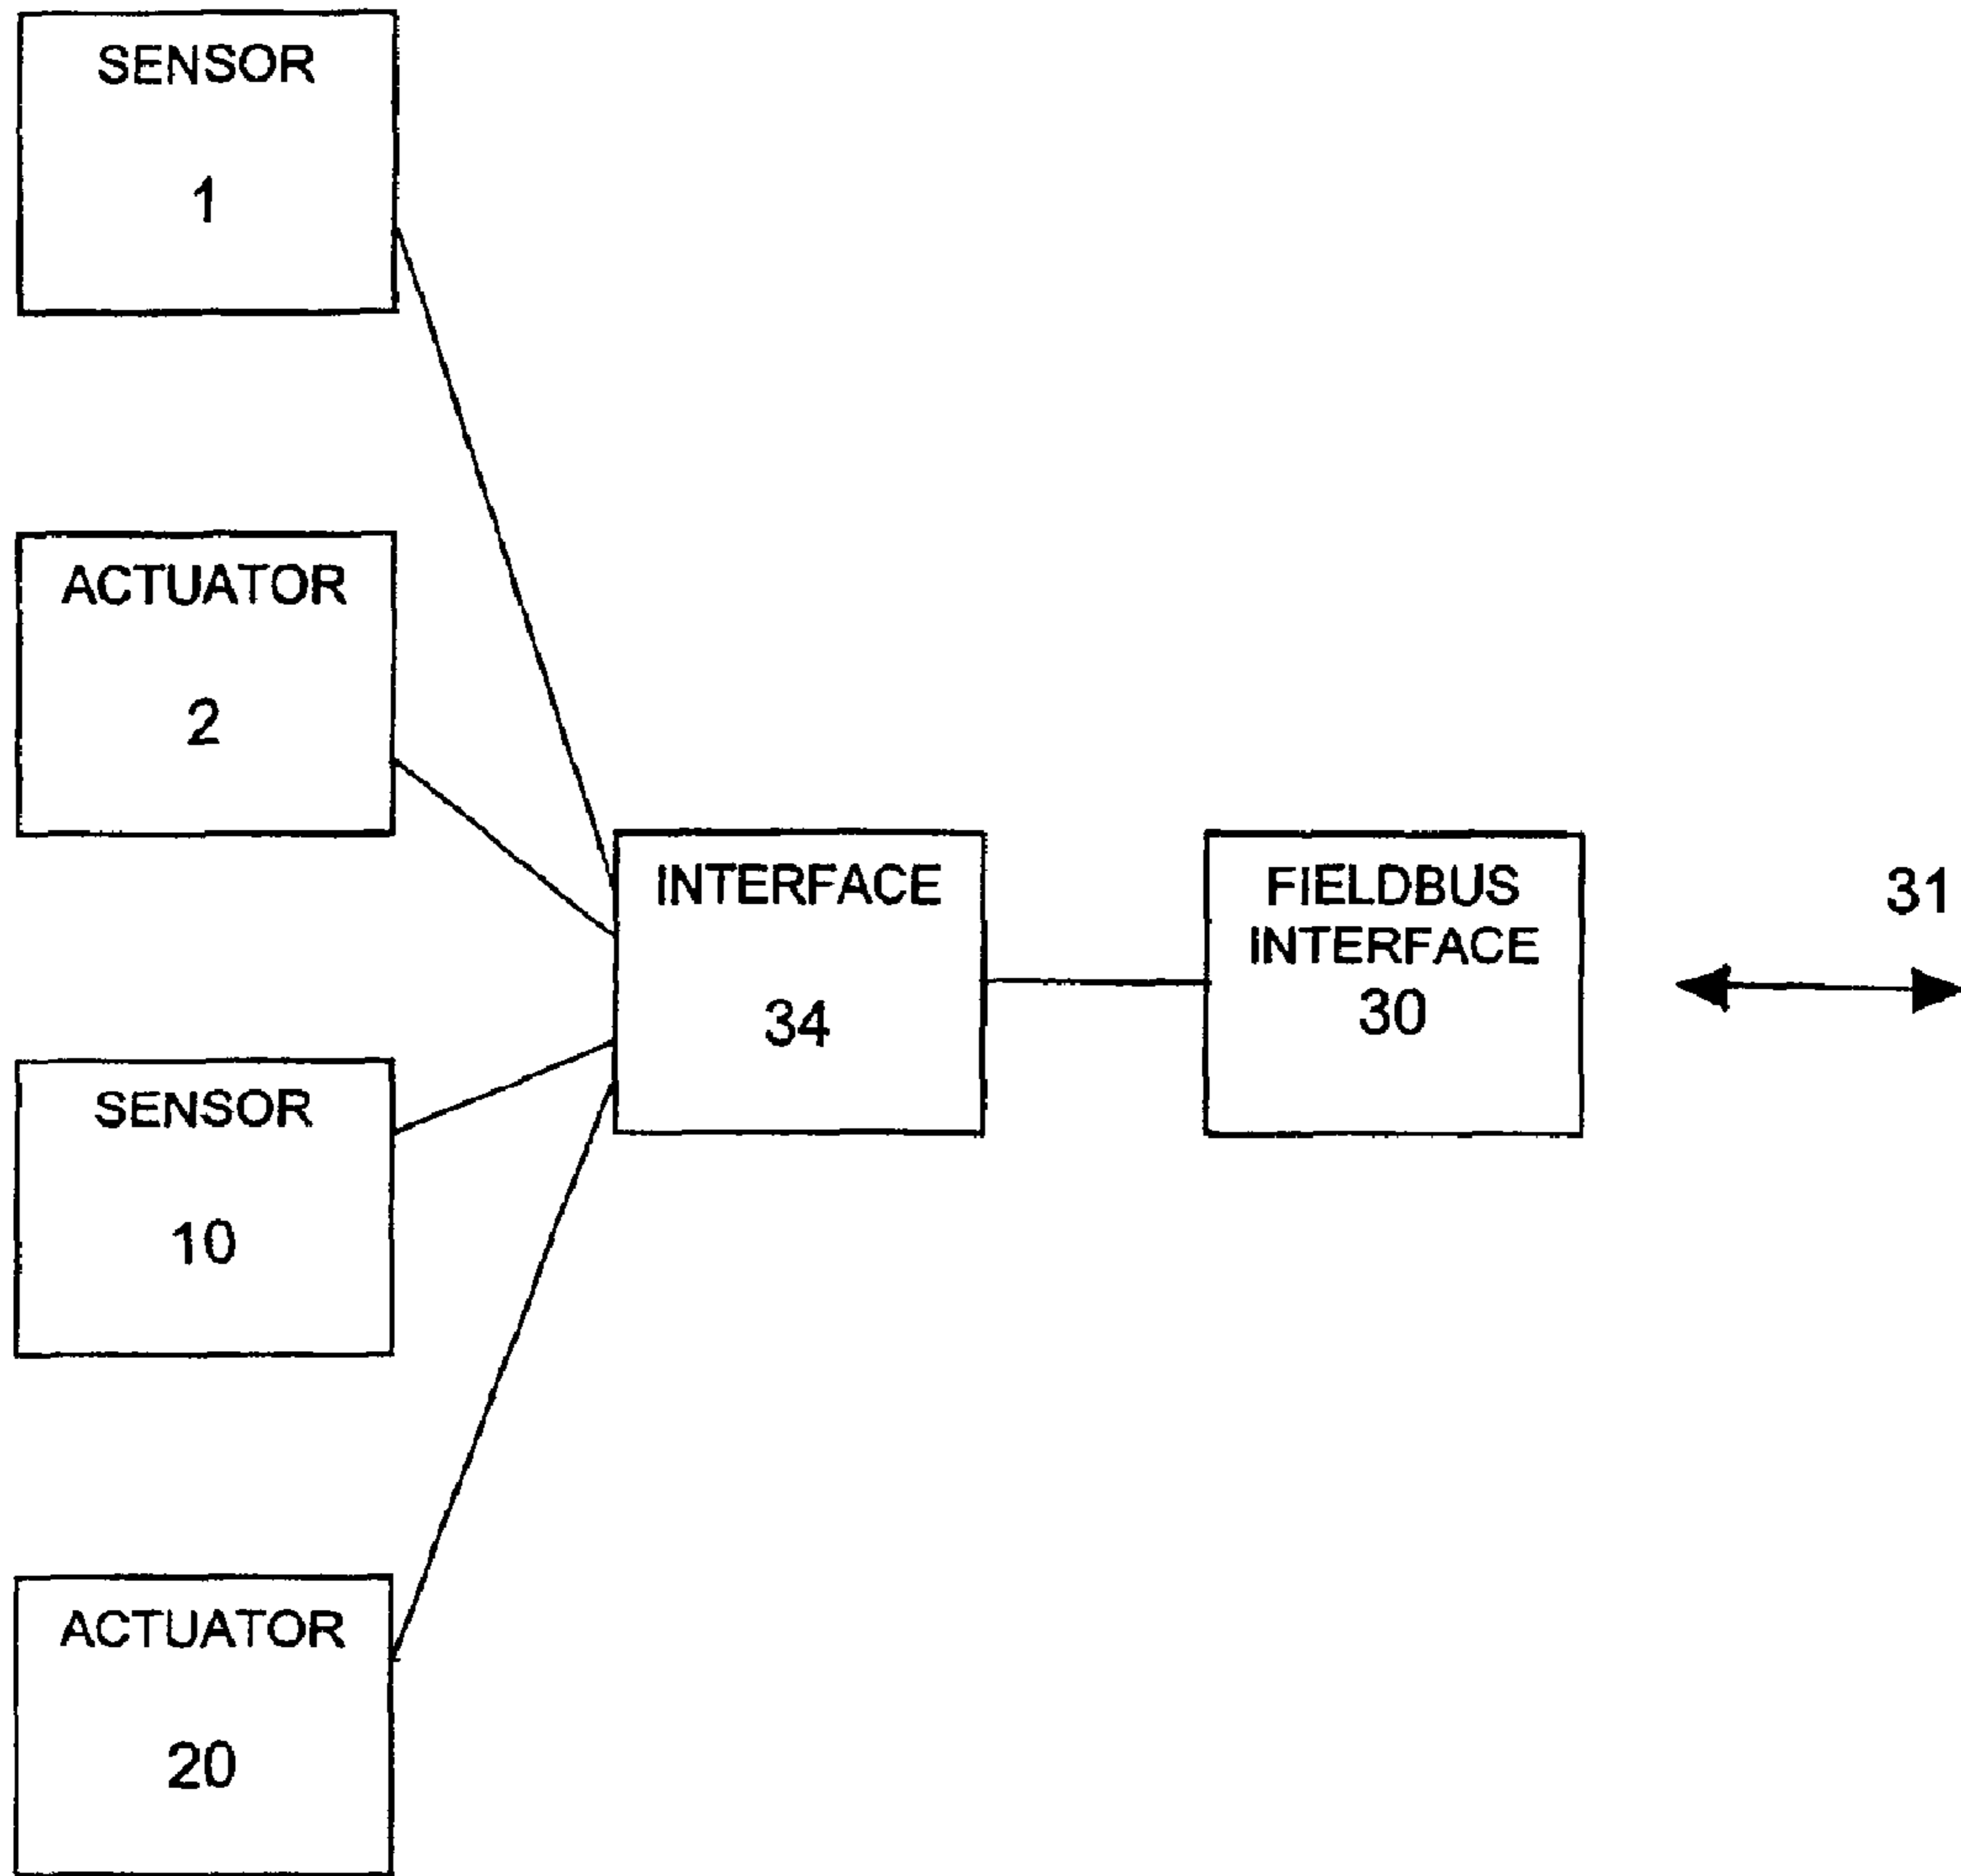 SENSOR
1
ACTUATOR
2
INTERFACE
34
FIELDBUS
INTERFACE
30
31
SENSOR
10
ACTUATOR
20